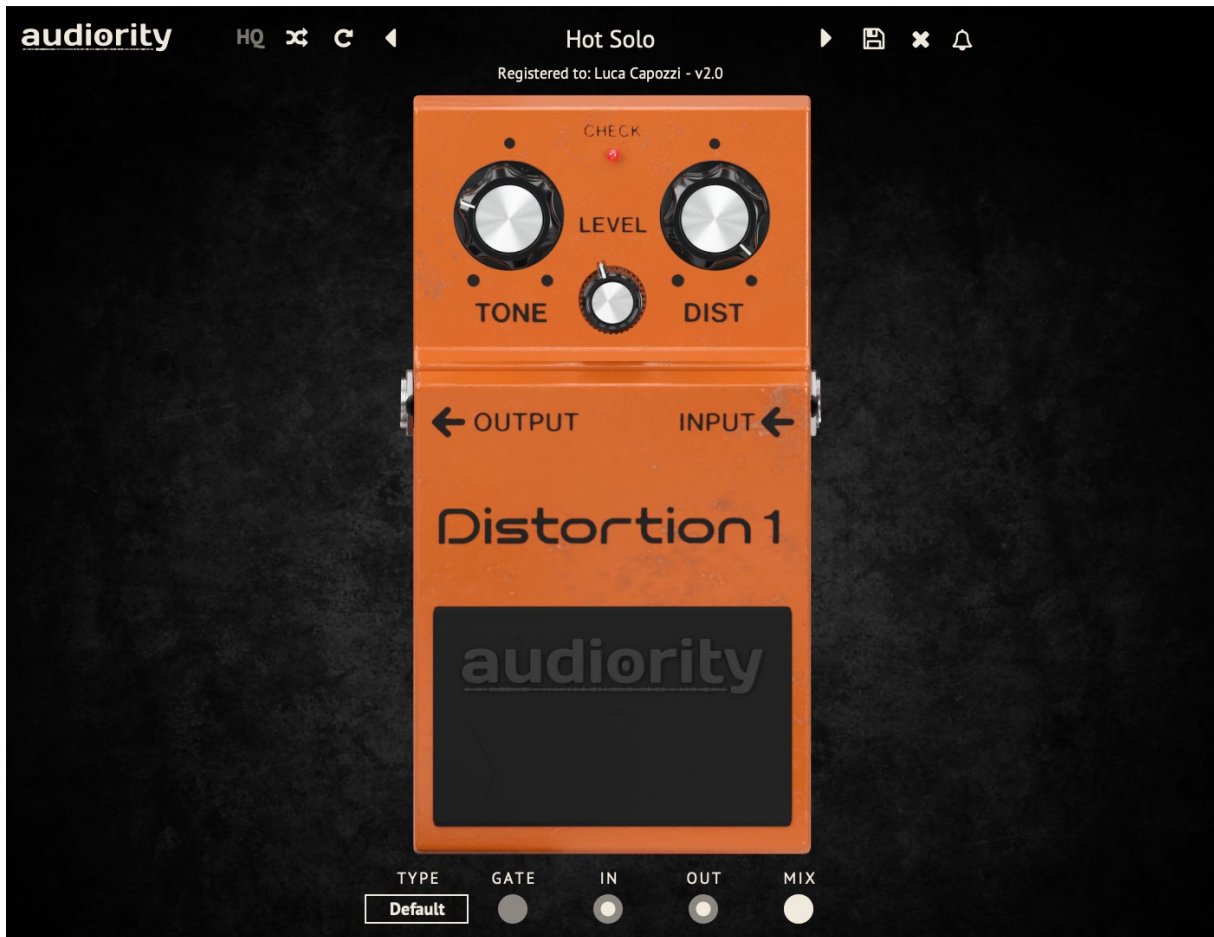 audiority
HQ
Hot Solo
Registered to: Luca Capozzi - v2.0
CHECK
LEVEL
TONE
DIST
OUTPUT
INPUT
Distortion 1
audiority
TYPE
GATE
IN
OUT
MIX
Default